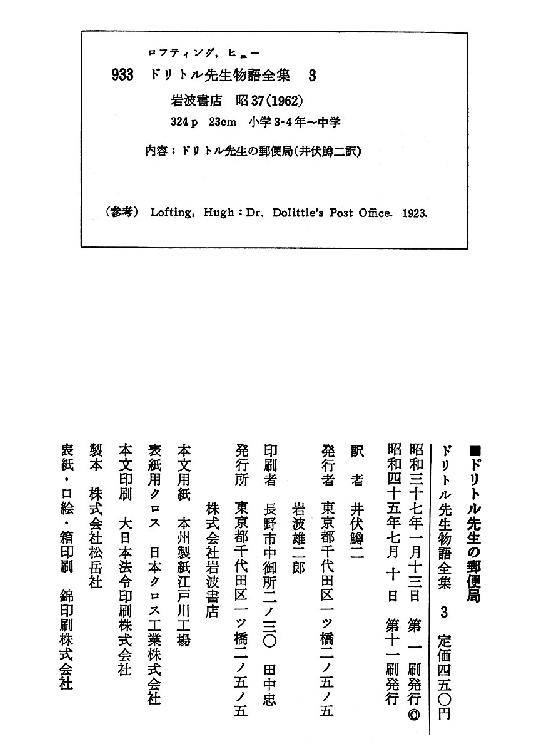 ロフティング,ヒュー
933 ドリトル先生物語全集 3
岩波書店 昭37(1962)
324p 23cm 小学3-4年〜中学
内容:ドリトル先生の郵便局(井伏鱒二訳)
(参考) Lofting, Hugh : Dr. Dolittle's Post Office. 1923.
■ドリトル先生の郵便局
ドリトル先生物語全集 3 定価四五〇円
昭和三十七年一月十三日 第一刷発行◎
昭和四十五年七月十日 第十一刷発行
訳者 井伏鱒二
発行者 東京都千代田区一ツ橋二ノ五ノ五
岩波雄二郎
印刷者 長野市中御所二ノ三〇 田中忠
発行所 東京都千代田区一ツ橋二ノ五ノ五
株式会社岩波書店
本文用紙 本州製紙江戸川工場
表紙用クロス 日本クロス工業株式会社
本文印刷 大日本法令印刷株式会社
製本 株式会社松岳社
表紙・口絵・箱印刷 錦印刷株式会社